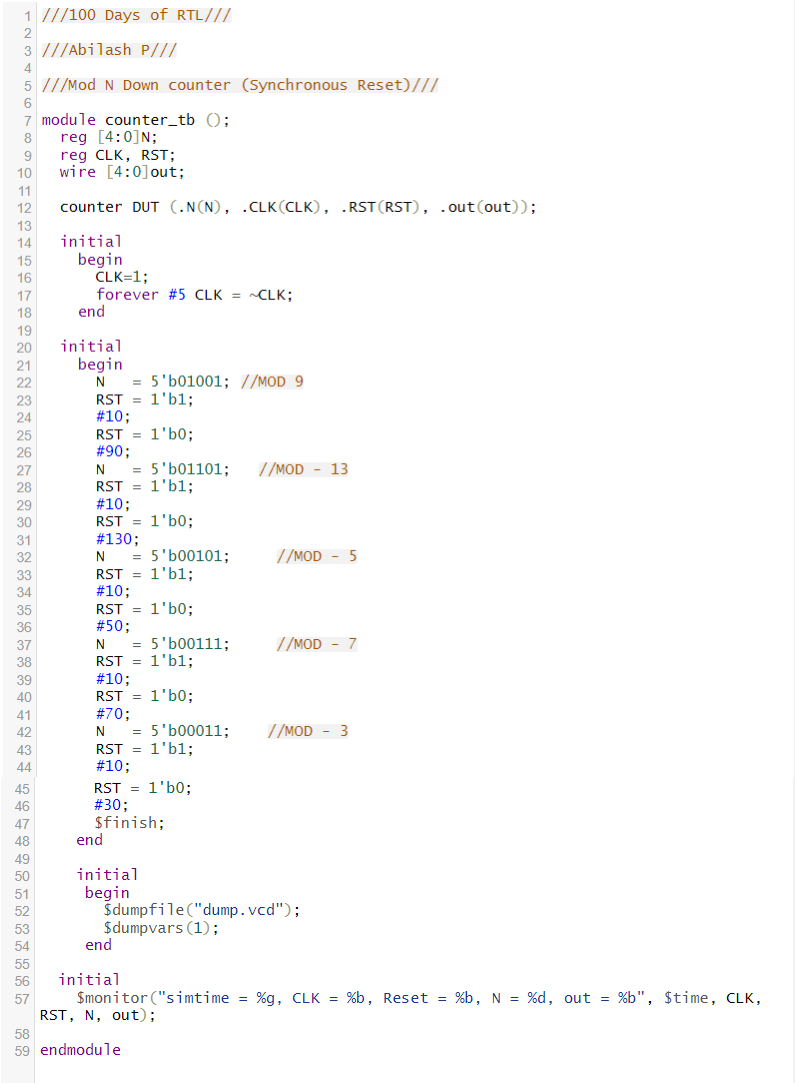 1 ///100 Days of RTL///
2
3 ///Abilash P///
4
5 ///Mod N Down counter (Synchronous Reset)///
6
7 module counter_tb ();
8   reg [4:0]N;
9   reg CLK, RST;
10   wire [4:0]out;
11
12   counter DUT (.N(N), .CLK(CLK), .RST(RST), .out(out));
13
14   initial
15     begin
16       CLK=1;
17       forever #5 CLK = ~CLK;
18     end
19
20   initial
21     begin
22       N   = 5'b01001; //MOD 9
23       RST = 1'b1;
24       #10;
25       RST = 1'b0;
26       #90;
27       N   = 5'b01101;   //MOD - 13
28       RST = 1'b1;
29       #10;
30       RST = 1'b0;
31       #130;
32       N   = 5'b00101;     //MOD - 5
33       RST = 1'b1;
34       #10;
35       RST = 1'b0;
36       #50;
37       N   = 5'b00111;     //MOD - 7
38       RST = 1'b1;
39       #10;
40       RST = 1'b0;
41       #70;
42       N   = 5'b00011;    //MOD - 3
43       RST = 1'b1;
44       #10;
45       RST = 1'b0;
46       #30;
47       $finish;
48     end
49
50     initial
51      begin
52        $dumpfile("dump.vcd");
53        $dumpvars(1);
54      end
55
56   initial
57     $monitor("simtime = %g, CLK = %b, Reset = %b, N = %d, out = %b", $time, CLK,
RST, N, out);
58
59 endmodule